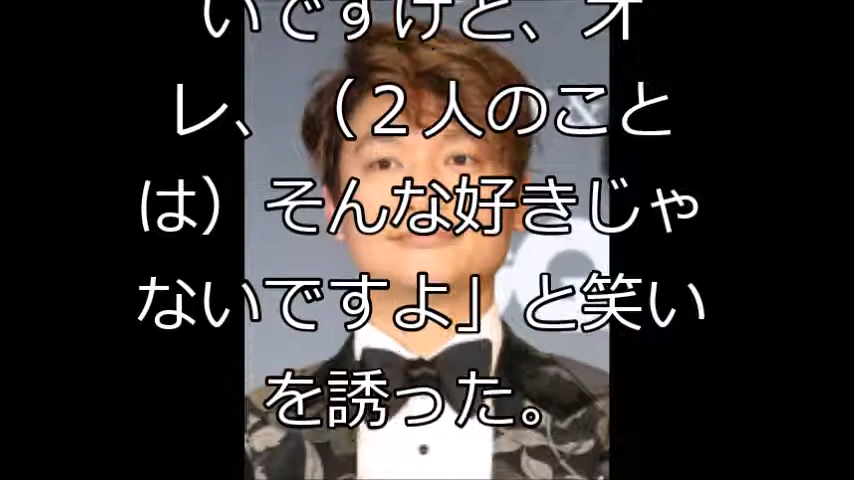 いですけど、オ
レ、（２人のこと
は）そんな好きじゃ
ないですよ」と笑い
を誘った。